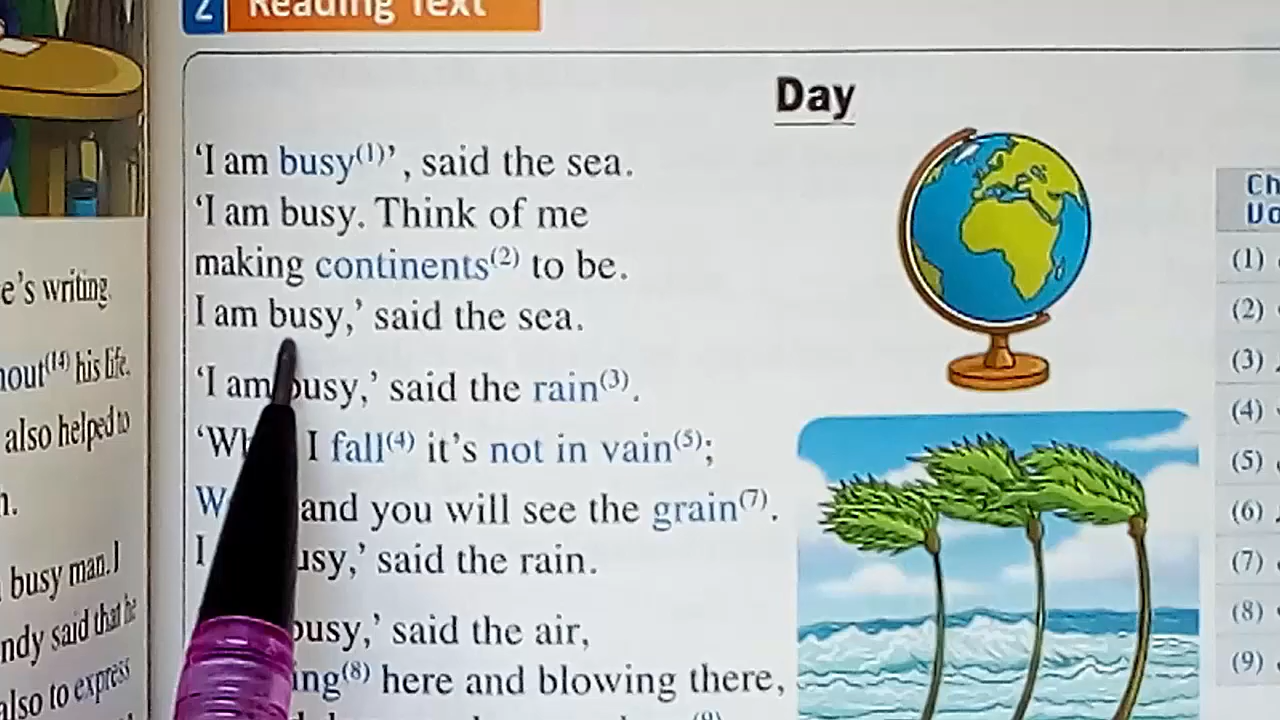 2 Reading Text
Day
'I am busy(1)', said the sea.
'I am busy. Think of me
making continents(2) to be.
I am busy,' said the sea.
'I am busy,' said the rain(3).
I fall(4) it's not in vain(5);
and you will see the grain(7).
I said the rain.
said the air,
here and blowing there,
e's writing
his life.
also helped to
busy man. I
said that he
also to express
(1)
(2)
(3)
(4)
(5)
(6)
(7)
(8)
(9)